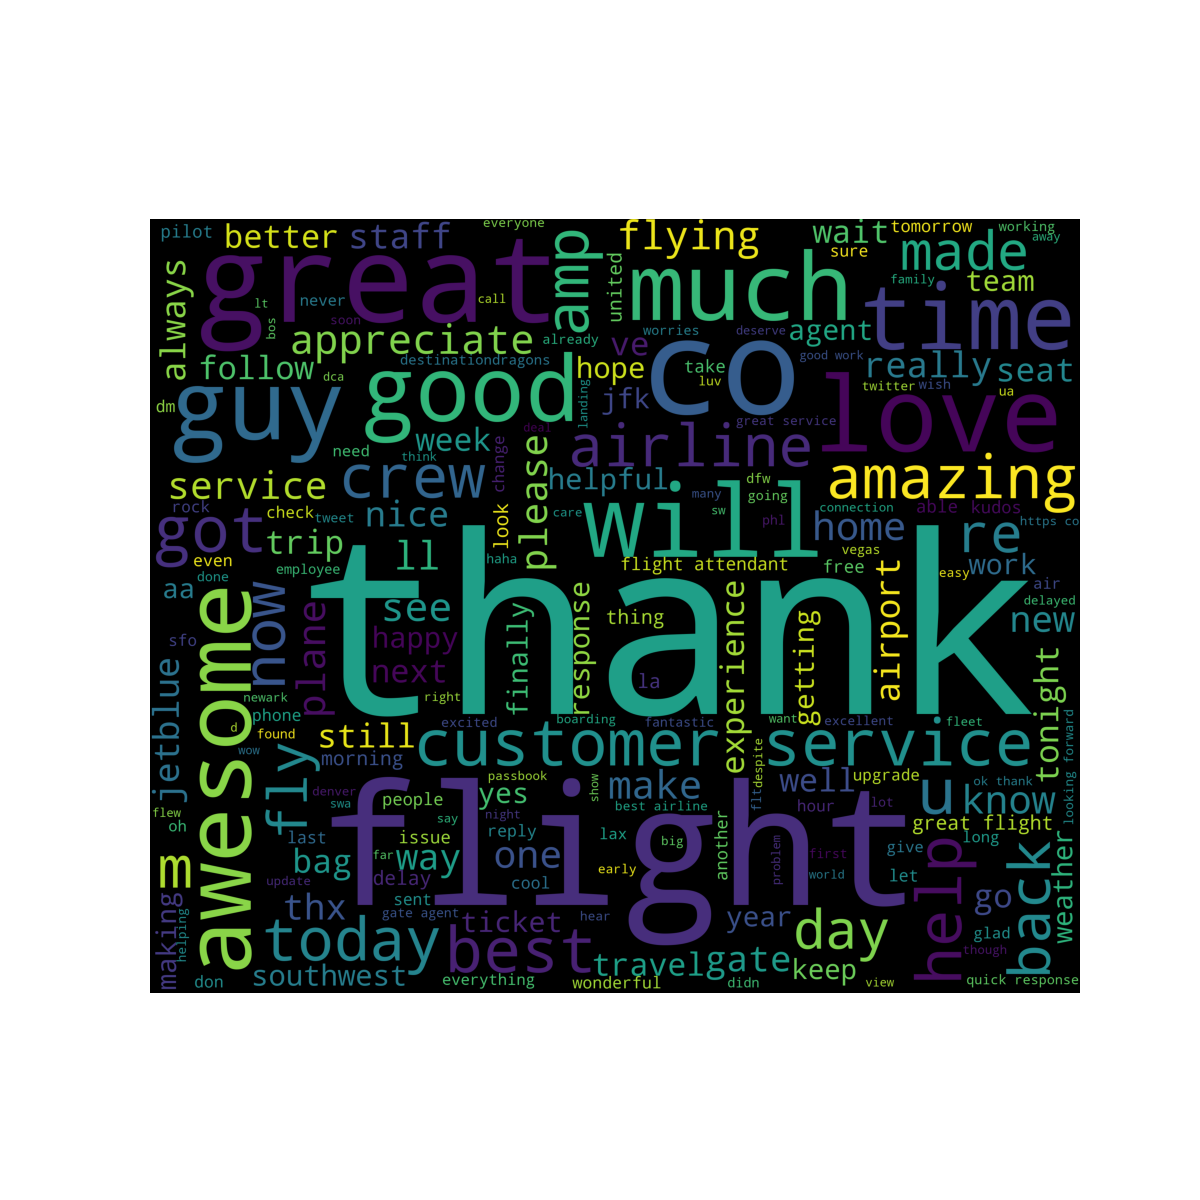 everyone
pilot
better
staff
flying
wait
tomorrow
working
great
amp
much
made
sure
away
always
united
time
team
family
lt
never
call
bos
soon
appreciate
already
worries
deserve
agent
ve
co
good work
follow
destinationdragons
hope
take
really
seat
dca
good
luv
twitter
wish
ua
dm
guy
jfk
landing
love
great service
deal
need
week
airline
think
change
please
amazing
service
crew
helpful
dfw
going
many
rock
check
tweet
nice
look
care
will
sw
phl
connection
able
kudos
https co
got
trip
ll
haha
home
re
even
employee
flight attendant
vegas
free
work
easy
air
aa
done
now
thank
see
finally
response
thing
experience
getting
airport
delayed
new
awesome
plane
happy
sfo
next
la
tonight
jetblue
newark
right
phone
d
found
wow
still
excited
boarding
fantastic
want
excellent
fleet
looking forward
fly
morning
customer
service
despite
flew
oh
denver
swa
people
passbook
yes
show
make
best airline
flt
well
upgrade
hour
lot
u
know
ok thank
great flight
say
night
flight
last
issue
reply
lax
big
another
problem
first
give
long
m
bag
far
way
one
cool
early
world
let
update
delay
help
back
weather
making
helping
thx
sent
gate agent
ticket
hear
year
day
go
glad
today
best
travel
gate
keep
though
don
southwest
everything
wonderful
didn
view
quick response